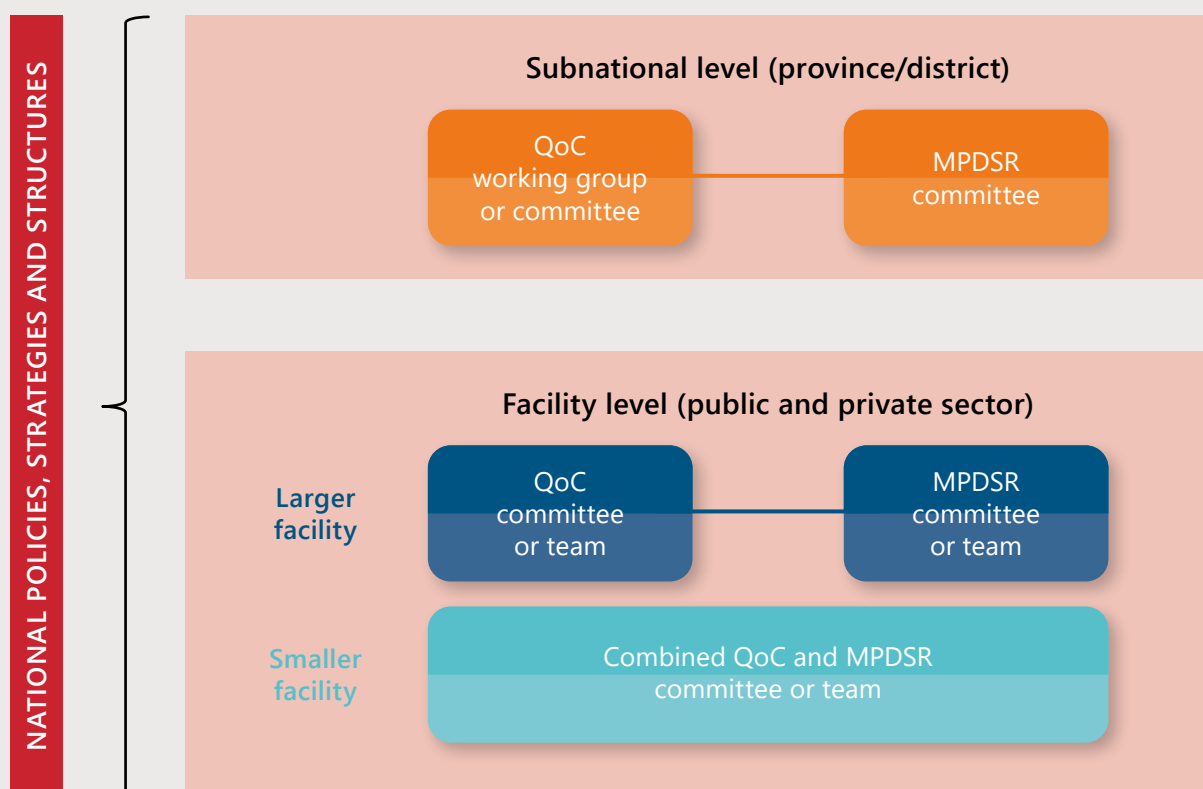 NATIONAL POLICIES, STRATEGIES AND STRUCTURES
Subnational level (province/district)
QoC
working group
or committee
MPDSR
committee
Facility level (public and private sector)
Larger
facility
QoC
committee
or team
MPDSR
committee
or team
Smaller
facility
Combined QoC and MPDSR
committee or team